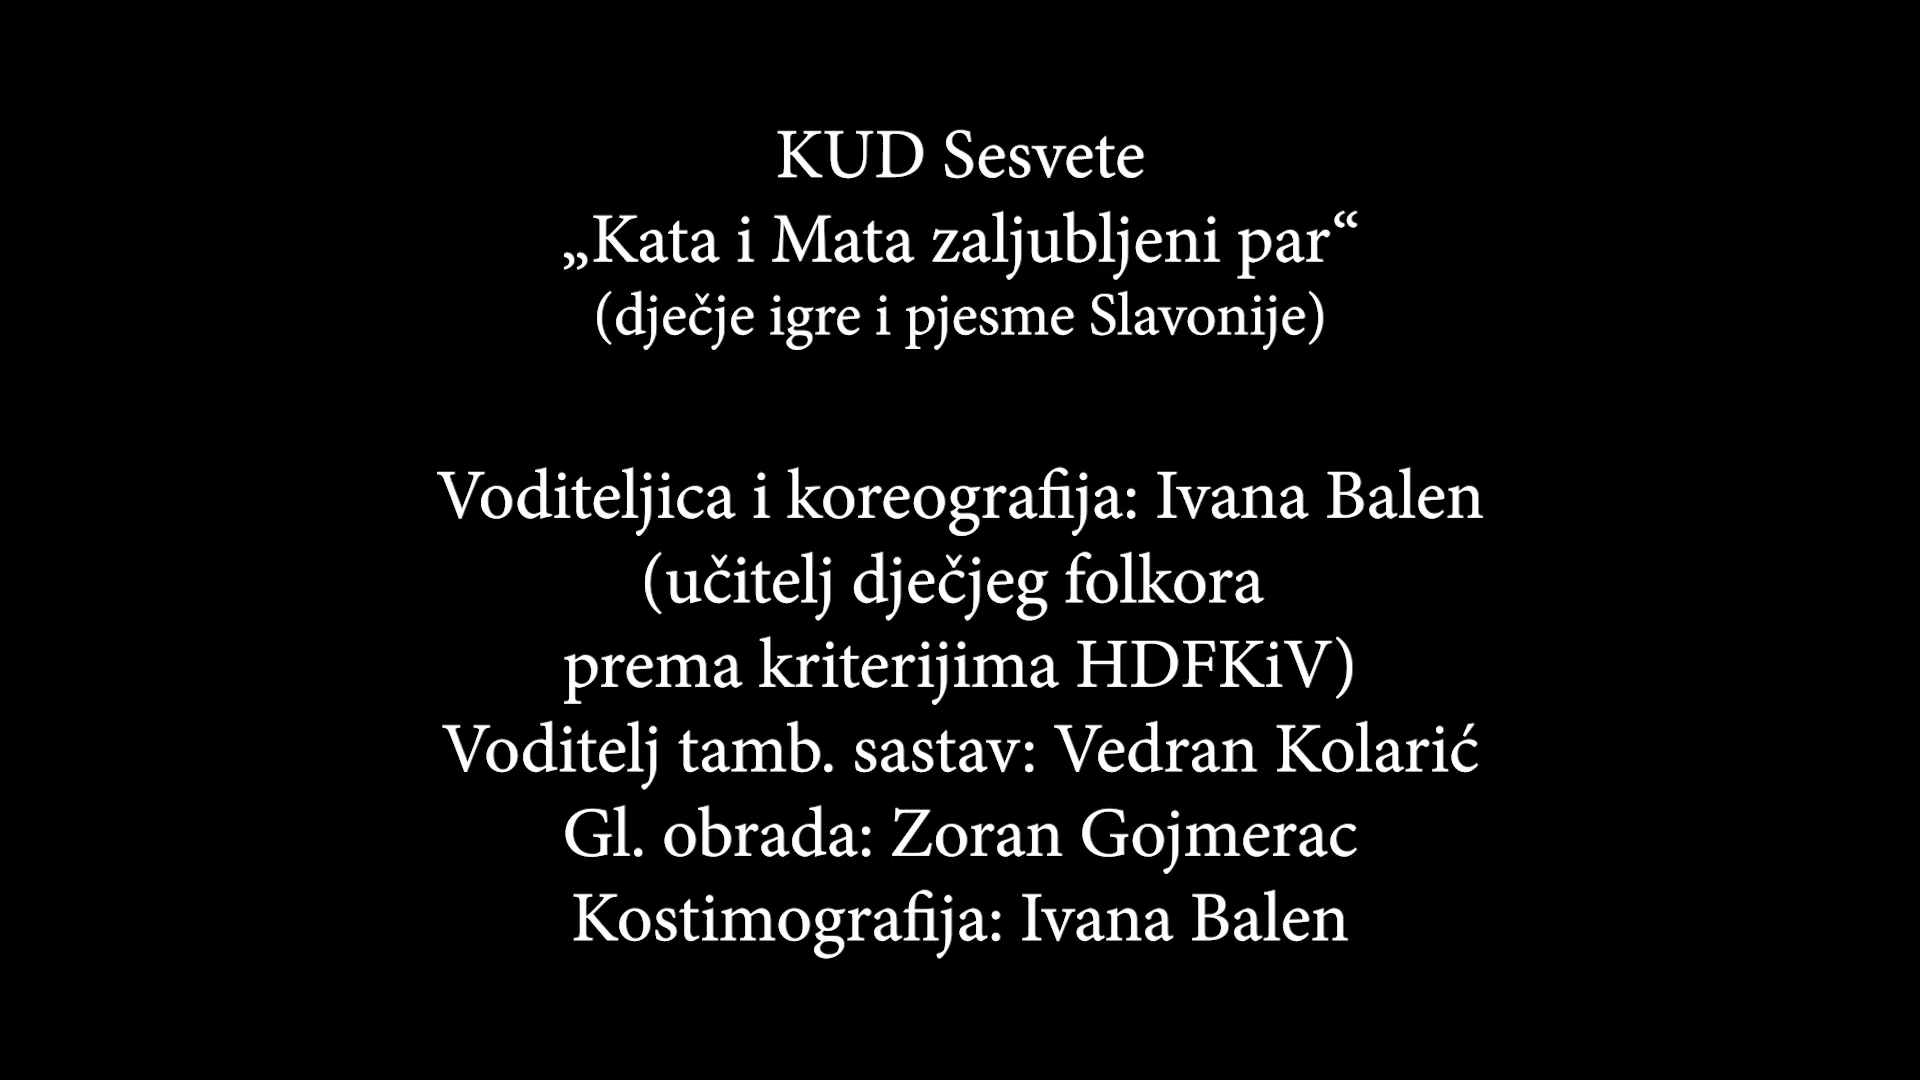 KUD Sesvete
„Kata i Mata zaljubljeni par“
(dječje igre i pjesme Slavonije)
Voditeljica i koreografija: Ivana Balen
(učitelj dječjeg folkora
prema kriterijima HDFKiV)
Voditelj tamb. sastav: Vedran Kolarić
Gl. obrada: Zoran Gojmerac
Kostimografija: Ivana Balen